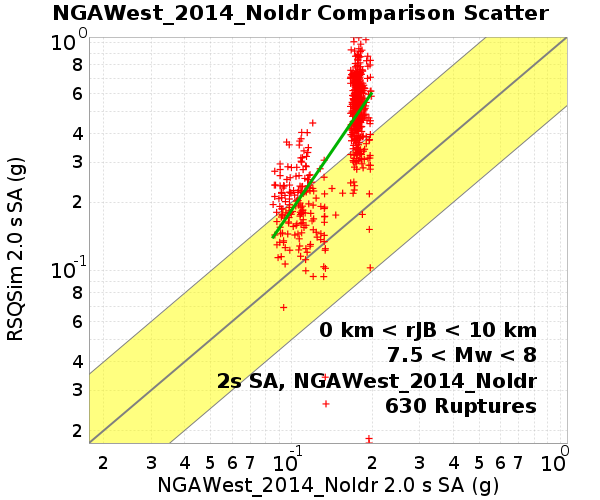 NGAWest_2014_NoIdr Comparison Scatter
10^0
8
6
4
3
2
10^-1
8
6
4
3
2
RSQSim 2.0 s SA (g)
0 km < rJB < 10 km
7.5 < Mw < 8
2s SA, NGAWest_2014_NoIdr
630 Ruptures
2 3 4 5 6 7 10^-1 2 3 4 5 6 7 10^0
NGAWest_2014_NoIdr 2.0 s SA (g)